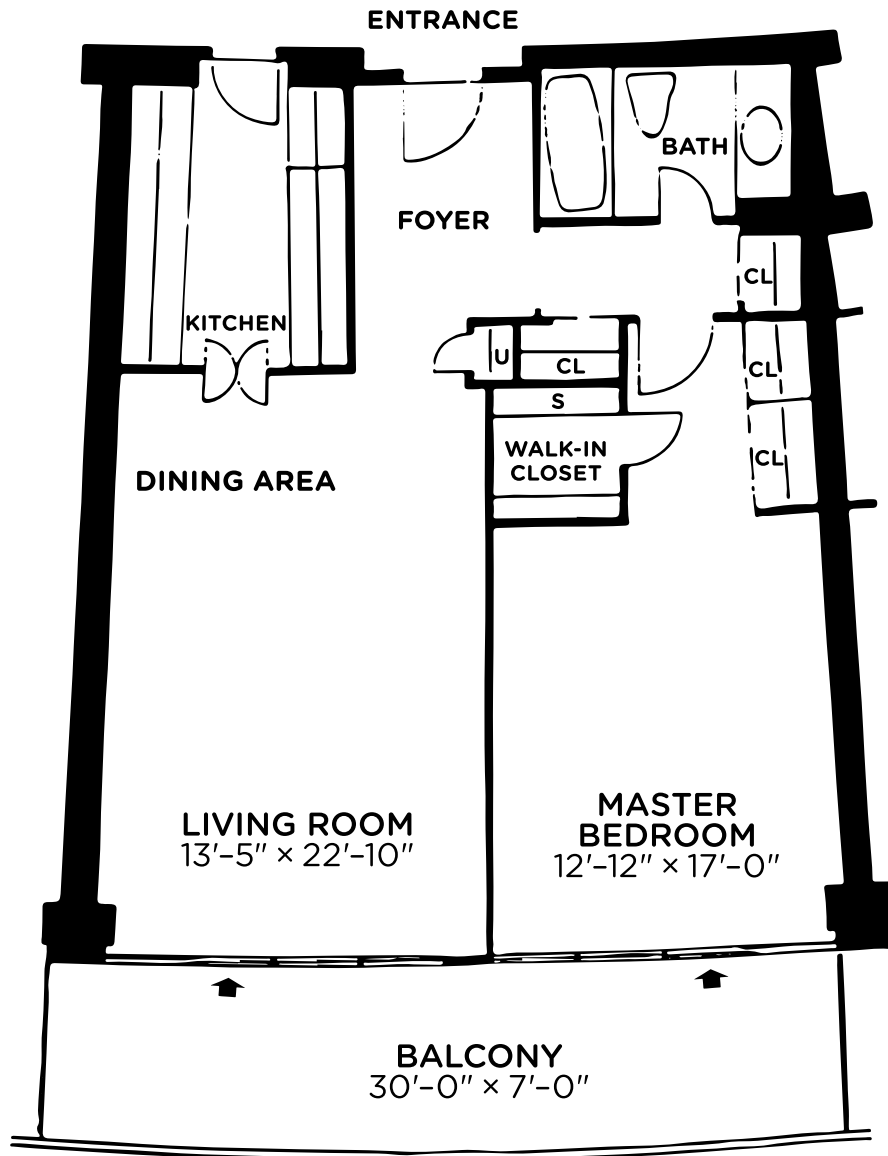 ENTRANCE
BATH
FOYER
CL
KITCHEN
U
CL
CL
S
WALK-IN
CLOSET
CL
DINING AREA
LIVING ROOM
13'-5" × 22'-10"
MASTER
BEDROOM
12'-12" × 17'-0"
BALCONY
30'-0" × 7'-0"